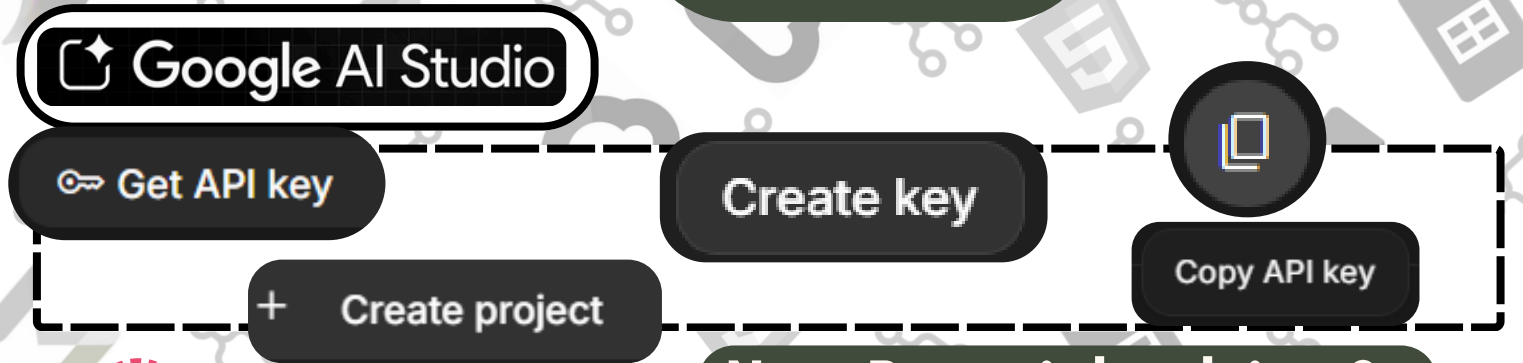 Google AI Studio
Get API key
Create key
Copy API key
+ Create project